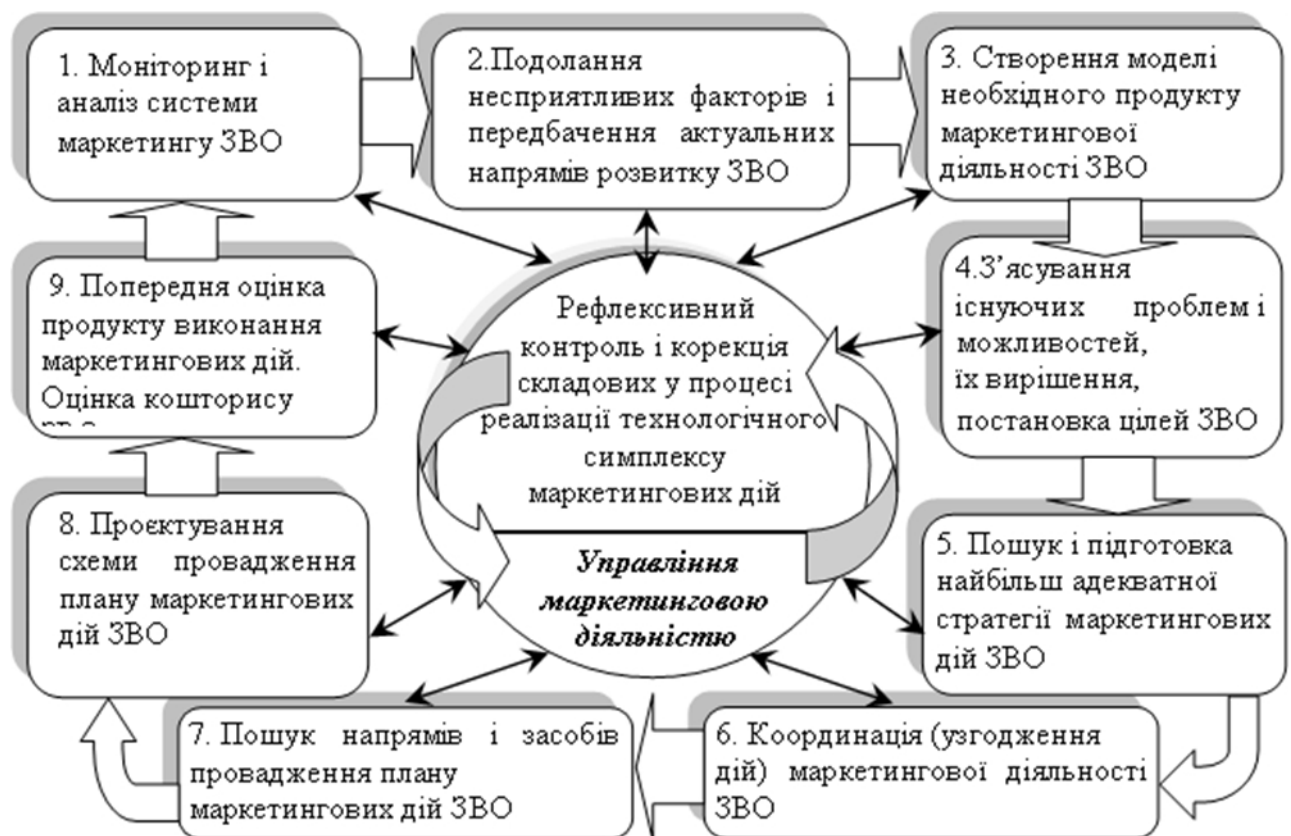 1. Моніторинг і
аналіз системи
маркетингу ЗВО
2.Подолання
несприятливих факторів і
передбачення актуальних
напрямів розвитку ЗВО
3. Створення моделі
необхідного продукту
маркетингової
діяльності ЗВО
4.З’ясування
існуючих проблем і
можливостей,
їх вирішення,
постановка цілей ЗВО
5. Пошук і підготовка
найбільш адекватної
стратегії маркетингових
дій ЗВО
6. Координація (узгодження
дій) маркетингової діяльності
ЗВО
7. Пошук напрямів і засобів
провадження плану
маркетингових дій ЗВО
8. Проєктування
схеми провадження
плану маркетингових
дій ЗВО
9. Попередня оцінка
продукту виконання
маркетингових дій.
Оцінка кошторису
Рефлексивний
контроль і корекція
складових у процесі
реалізації технологічного
симплексу
маркетингових дій
Управління
маркетинговою
діяльністю